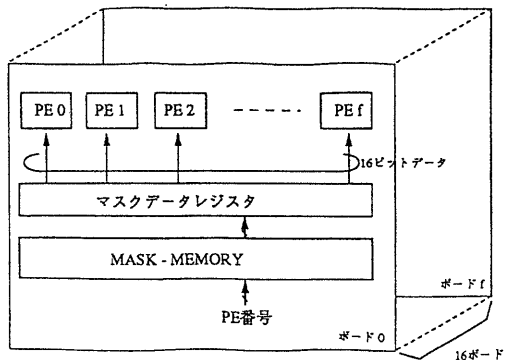 PE 0 PE 1 PE 2 PE f
16ビットデータ
マスクデータレジスタ
MASK - MEMORY
PE番号
ボード f
ボード 0
16ボード